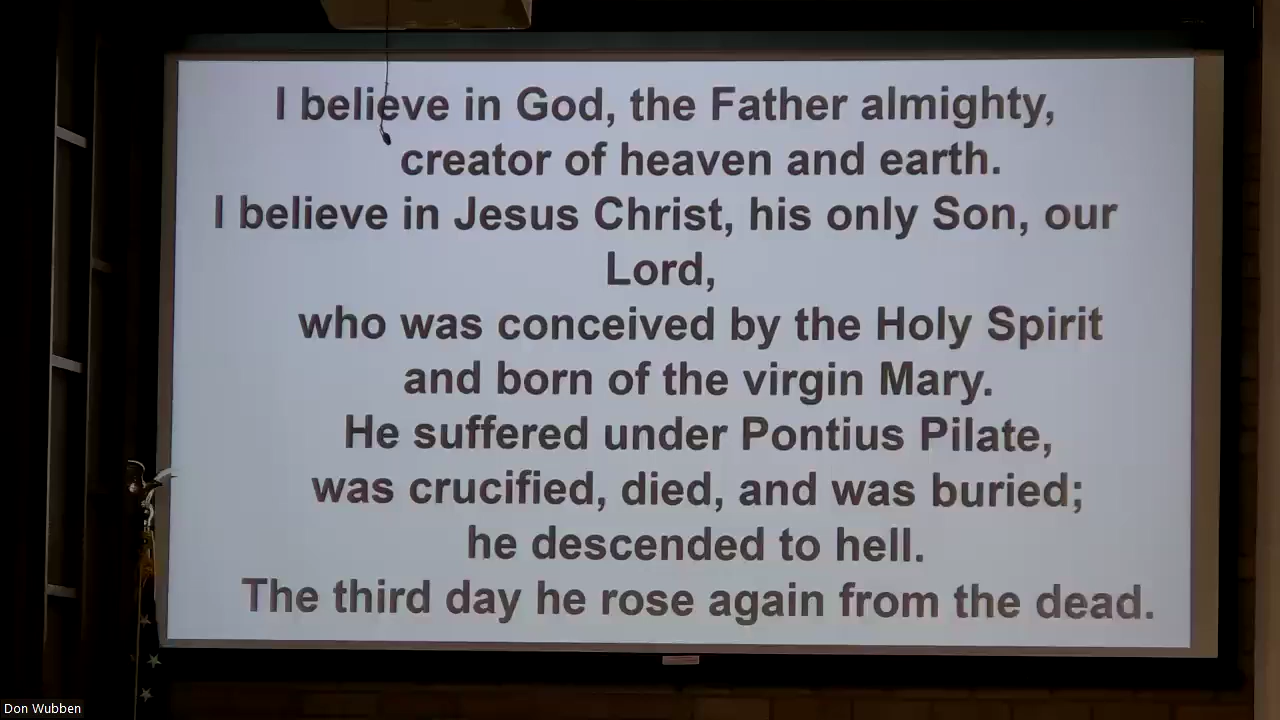 I believe in God, the Father almighty,
creator of heaven and earth.
I believe in Jesus Christ, his only Son, our
Lord,
who was conceived by the Holy Spirit
and born of the virgin Mary.
He suffered under Pontius Pilate,
was crucified, died, and was buried;
he descended to hell.
The third day he rose again from the dead.
Don Wubben